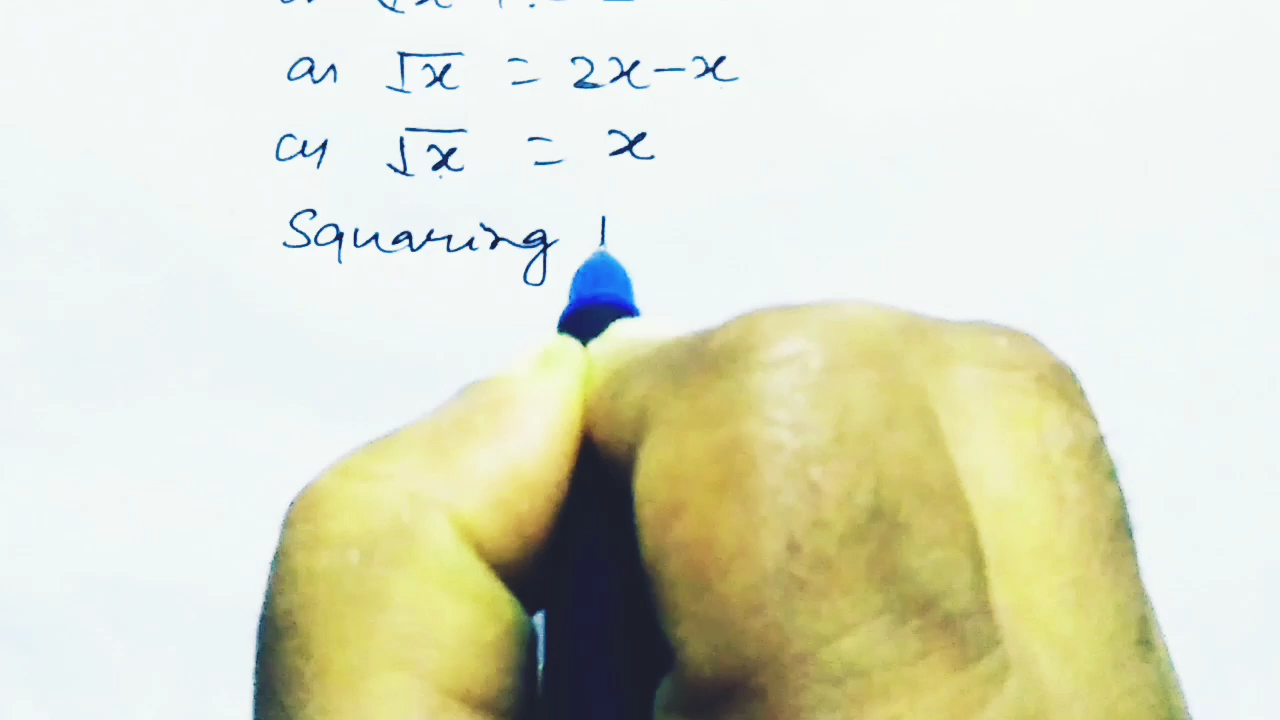 or √x = 2x-x
or √x = x
Squaring